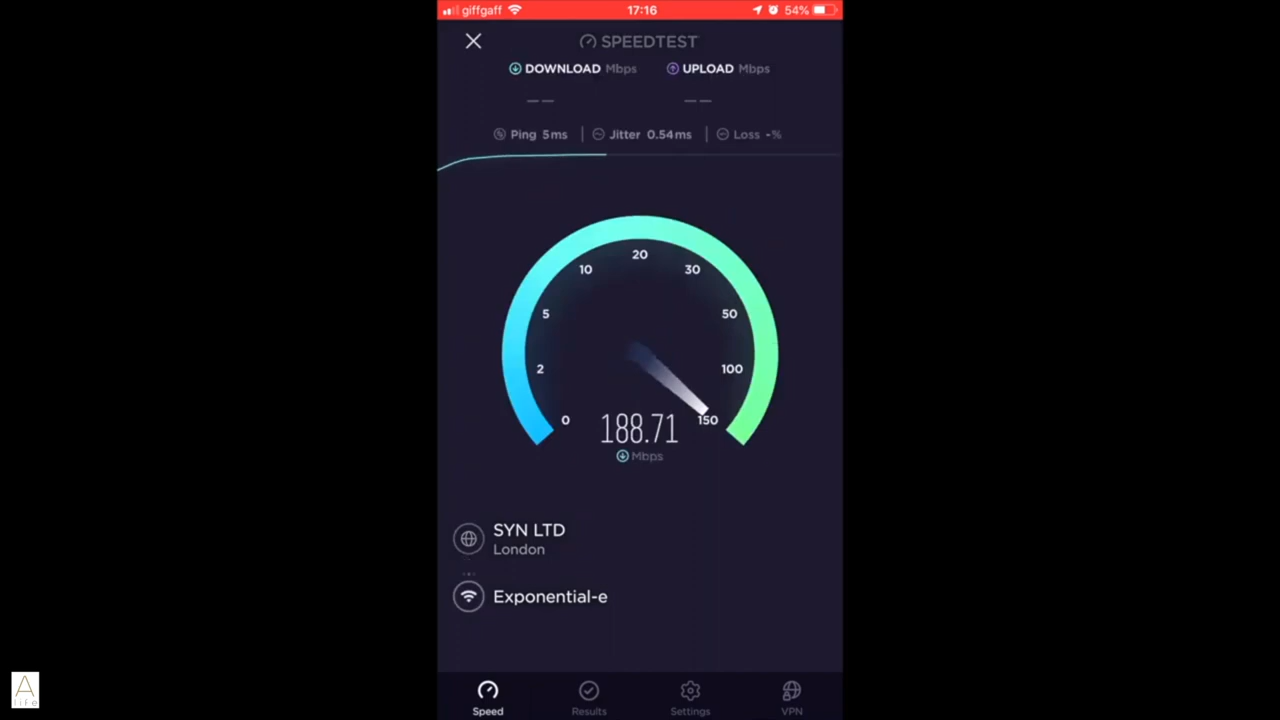 giffgaff 17:16 54%
SPEEDTEST
DOWNLOAD Mbps UPLOAD Mbps
— — — —
Ping 5ms Jitter 0.54ms Loss -%
20
10 30
5 50
2 100
0 150
188.71
Mbps
SYN LTD
London
Exponential-e
Speed Results Settings VPN
A
life